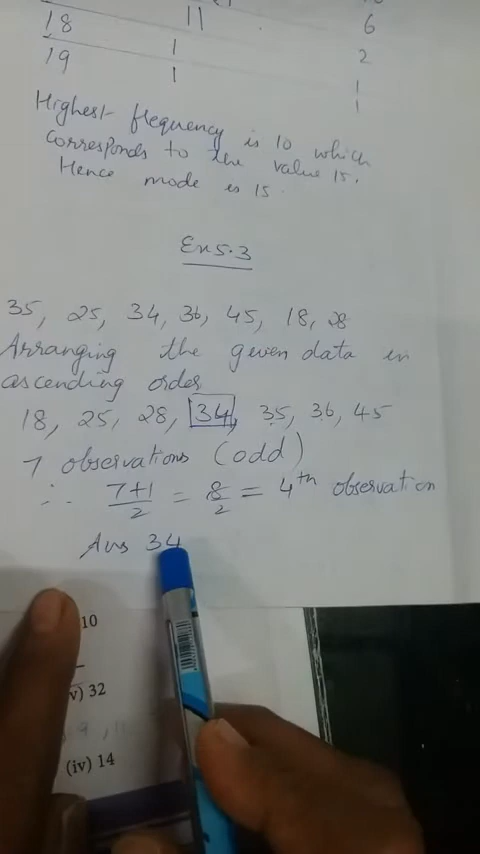 18 || 6
19 | 2
| |
|
Highest frequency is 10 which
corresponds to the value 15.
Hence mode is 15
Ex 5.3
35, 25, 34, 36, 45, 18, 28
Arranging the given data in
ascending order
18, 25, 28, 34, 35, 36, 45
7 observations (odd)
∴ 7+1/2 = 8/2 = 4th observation
Ans 34
10
v) 32
9, 11
(iv) 14